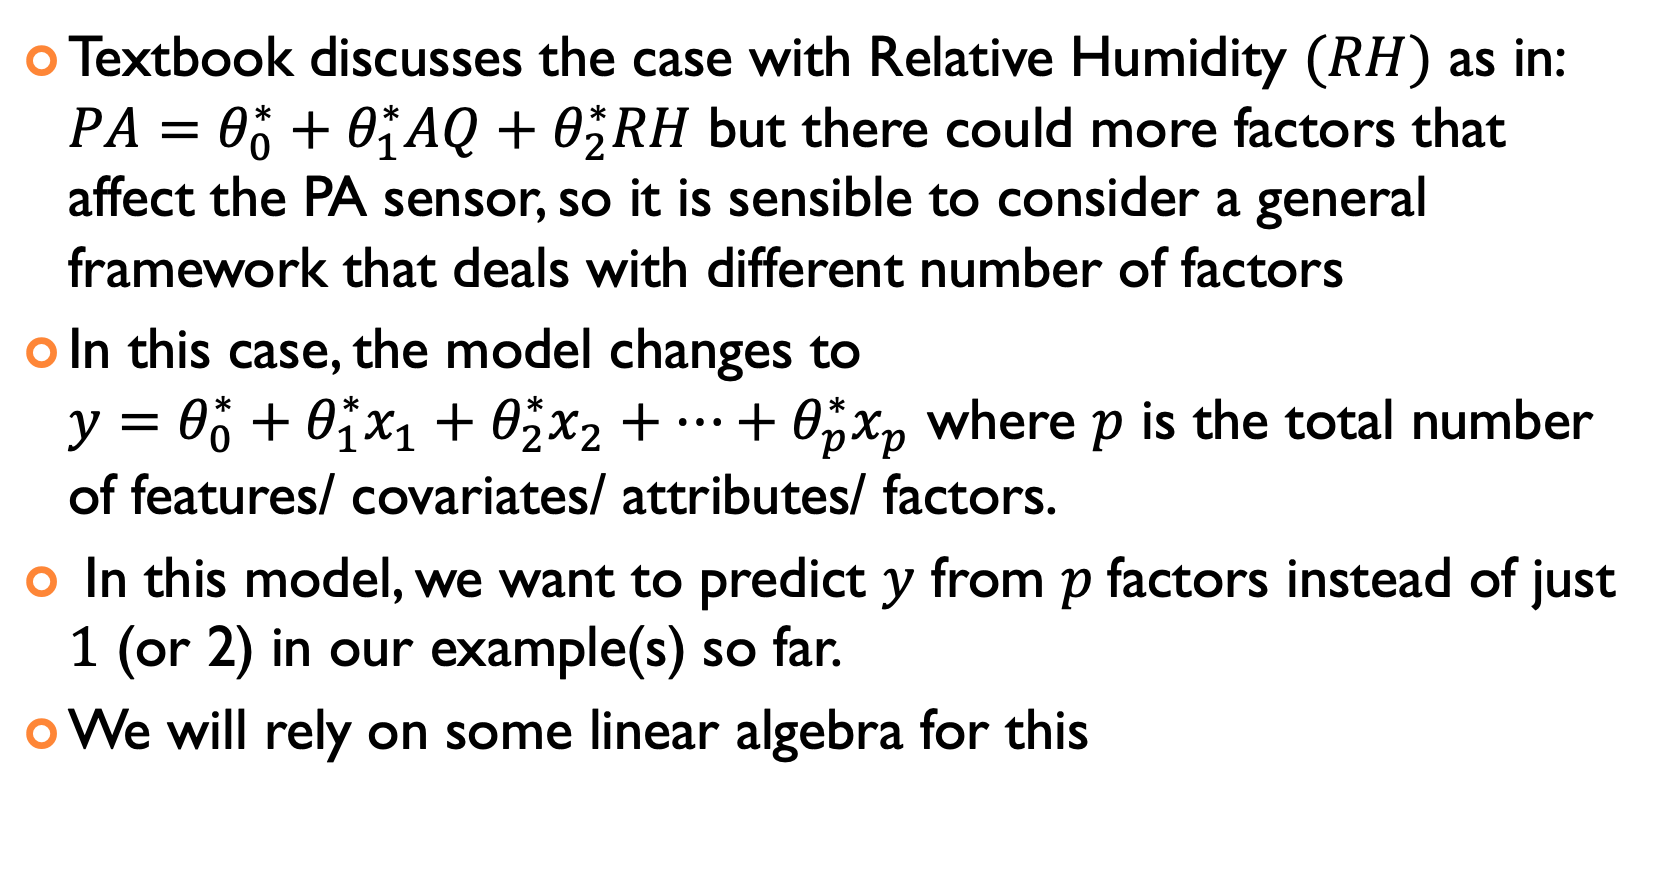 Textbook discusses the case with Relative Humidity (RH) as in:
PA = θ₀* + θ₁*AQ + θ₂*RH but there could more factors that
affect the PA sensor, so it is sensible to consider a general
framework that deals with different number of factors
In this case, the model changes to
y = θ₀* + θ₁*x₁ + θ₂*x₂ + ⋯ + θₚ*xₚ where p is the total number
of features/ covariates/ attributes/ factors.
In this model, we want to predict y from p factors instead of just
1 (or 2) in our example(s) so far.
We will rely on some linear algebra for this